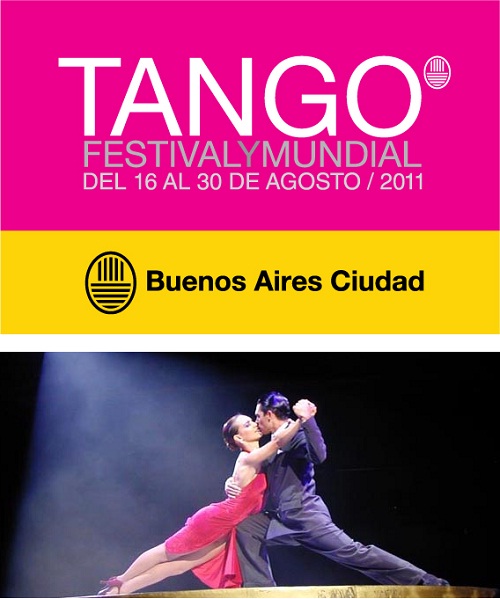 TANGO
FESTIVALYMUNDIAL
DEL 16 AL 30 DE AGOSTO / 2011
Buenos Aires Ciudad